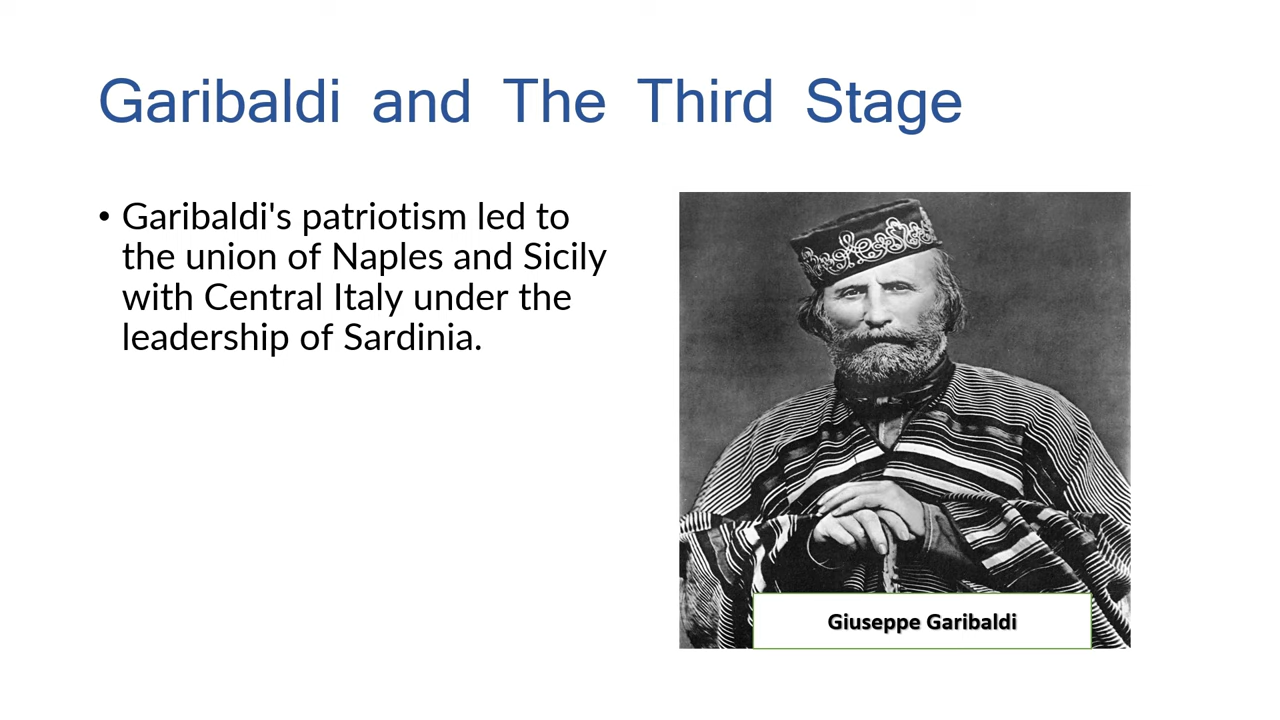 Garibaldi and The Third Stage
• Garibaldi's patriotism led to
the union of Naples and Sicily
with Central Italy under the
leadership of Sardinia.
Giuseppe Garibaldi